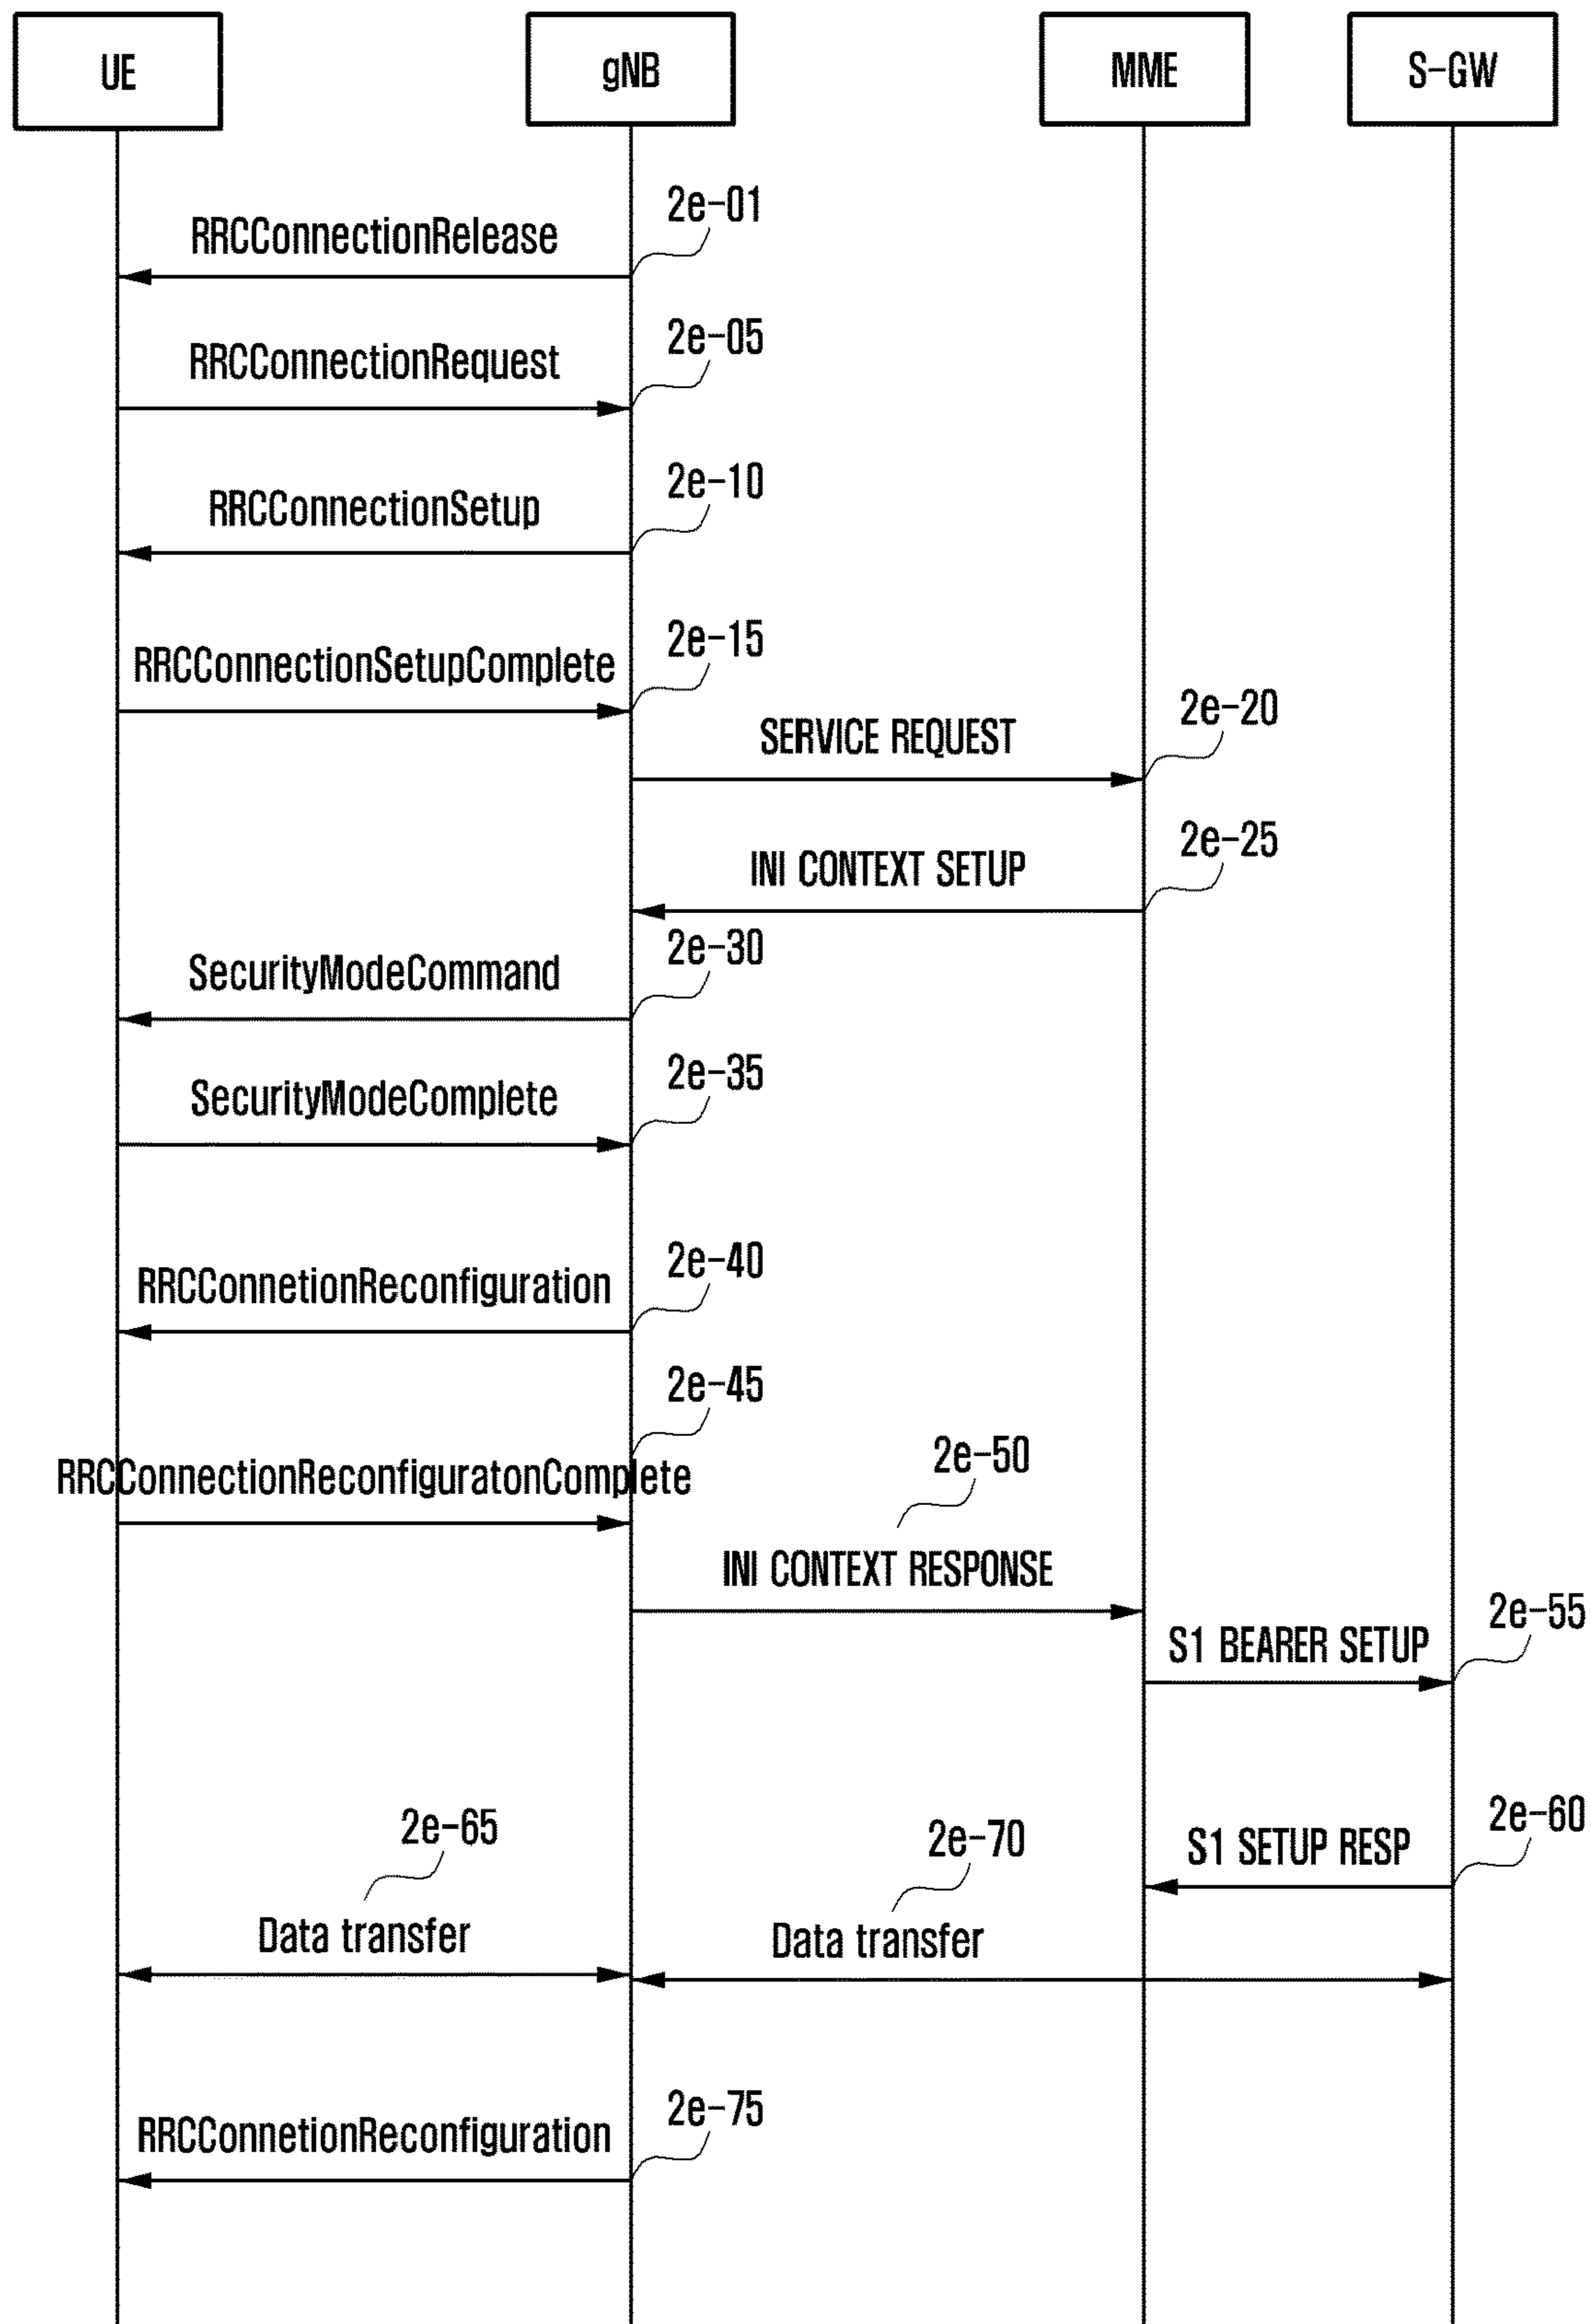 UE
gNB
MME
S-GW
2e-01
RRCConnectionRelease
2e-05
RRCConnectionRequest
2e-10
RRCConnectionSetup
2e-15
RRCConnectionSetupComplete
2e-20
SERVICE REQUEST
2e-25
INI CONTEXT SETUP
2e-30
SecurityModeCommand
2e-35
SecurityModeComplete
2e-40
RRCConnetionReconfiguration
2e-45
RRCConnectionReconfiguratonComplete
2e-50
INI CONTEXT RESPONSE
2e-55
S1 BEARER SETUP
2e-60
S1 SETUP RESP
2e-65
Data transfer
2e-70
Data transfer
2e-75
RRCConnetionReconfiguration